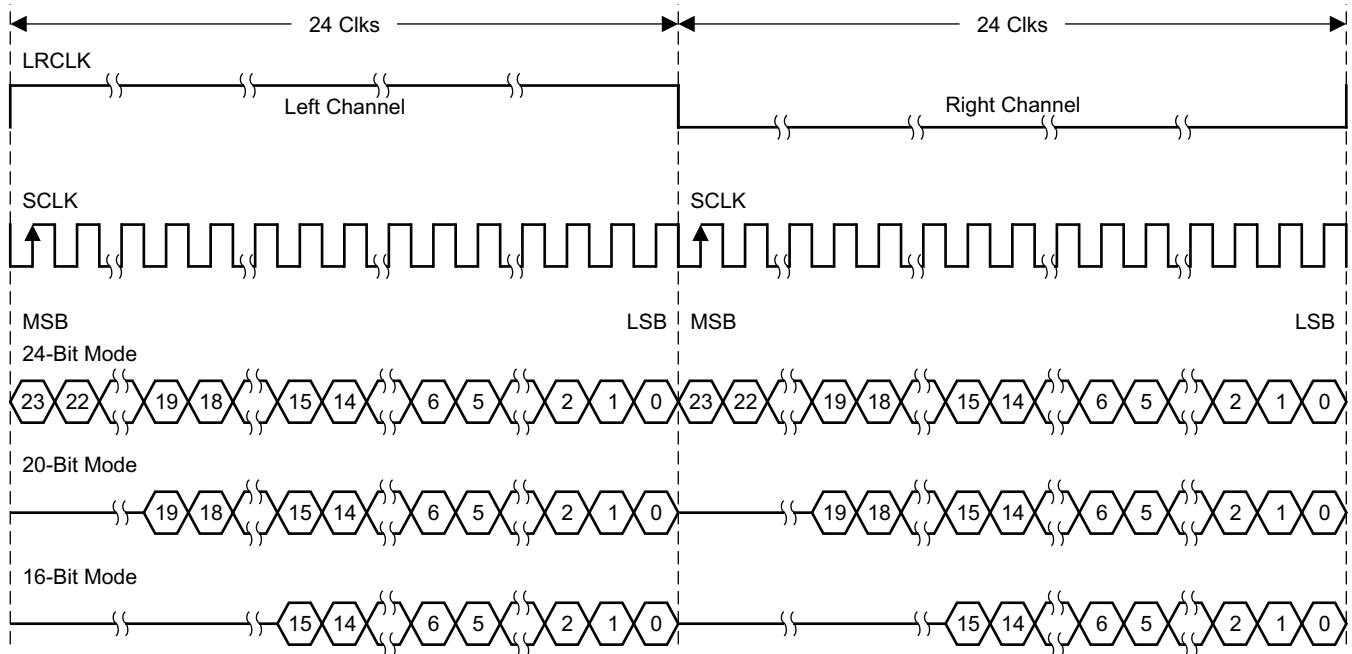 24 Clks 24 Clks
LRCLK
Left Channel Right Channel
SCLK SCLK
MSB LSB MSB LSB
24-Bit Mode
23 22 19 18 15 14 6 5 2 1 0 23 22 19 18 15 14 6 5 2 1 0
20-Bit Mode
19 18 15 14 6 5 2 1 0 19 18 15 14 6 5 2 1 0
16-Bit Mode
15 14 6 5 2 1 0 15 14 6 5 2 1 0